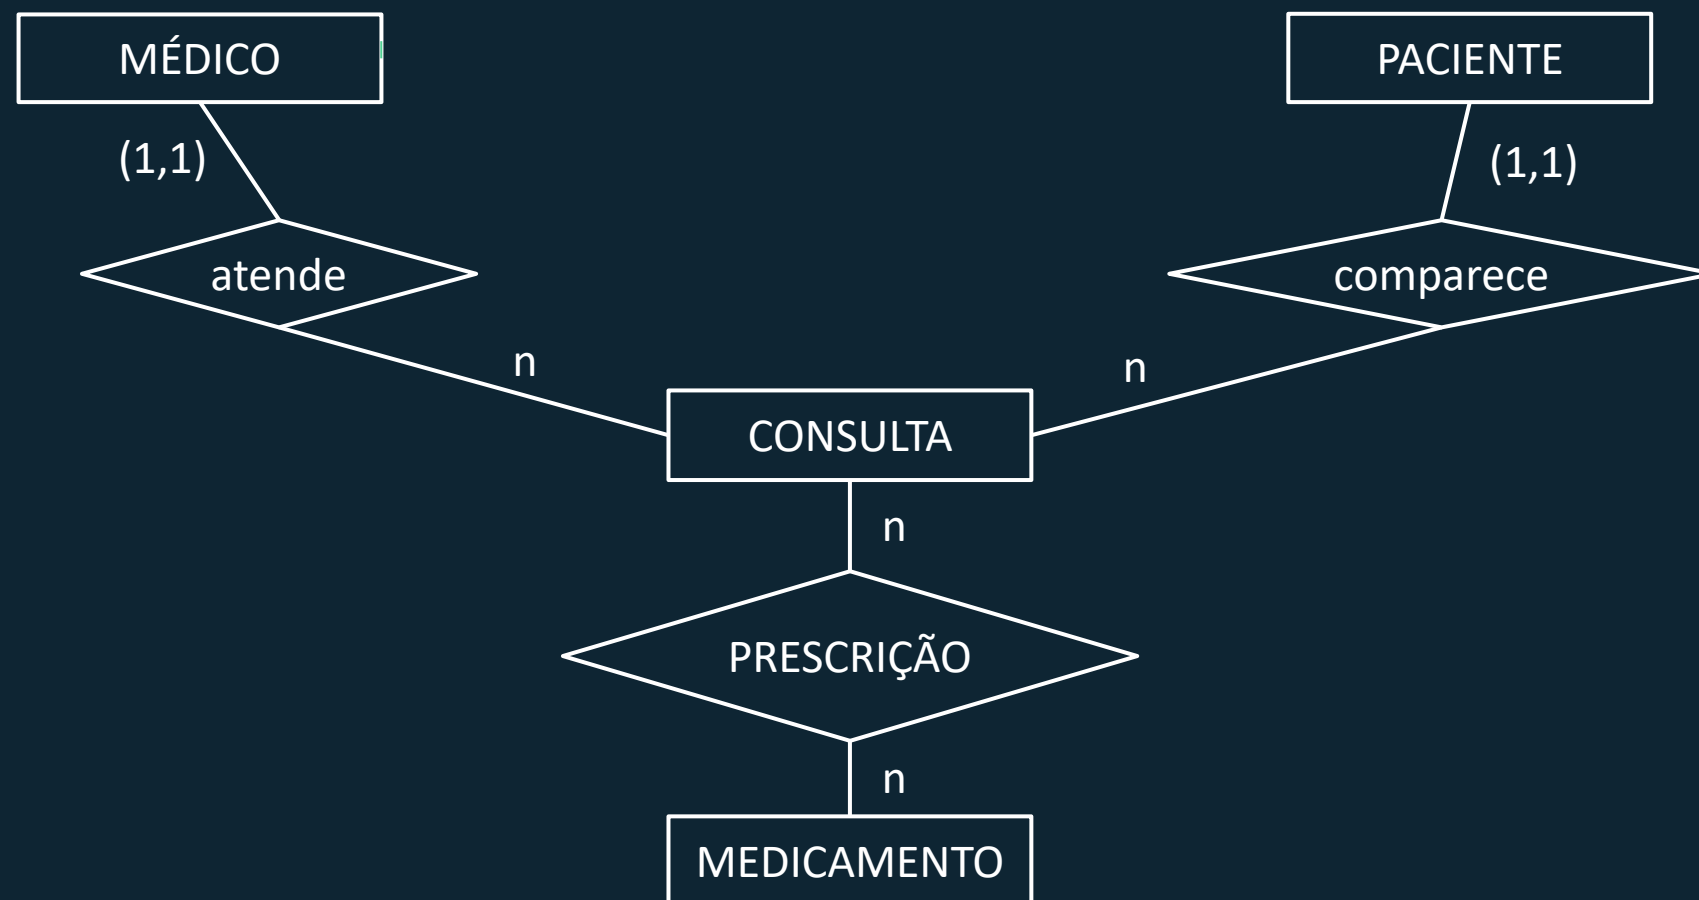 MÉDICO
PACIENTE
(1,1)
(1,1)
atende
comparece
n
n
CONSULTA
n
PRESCRIÇÃO
n
MEDICAMENTO